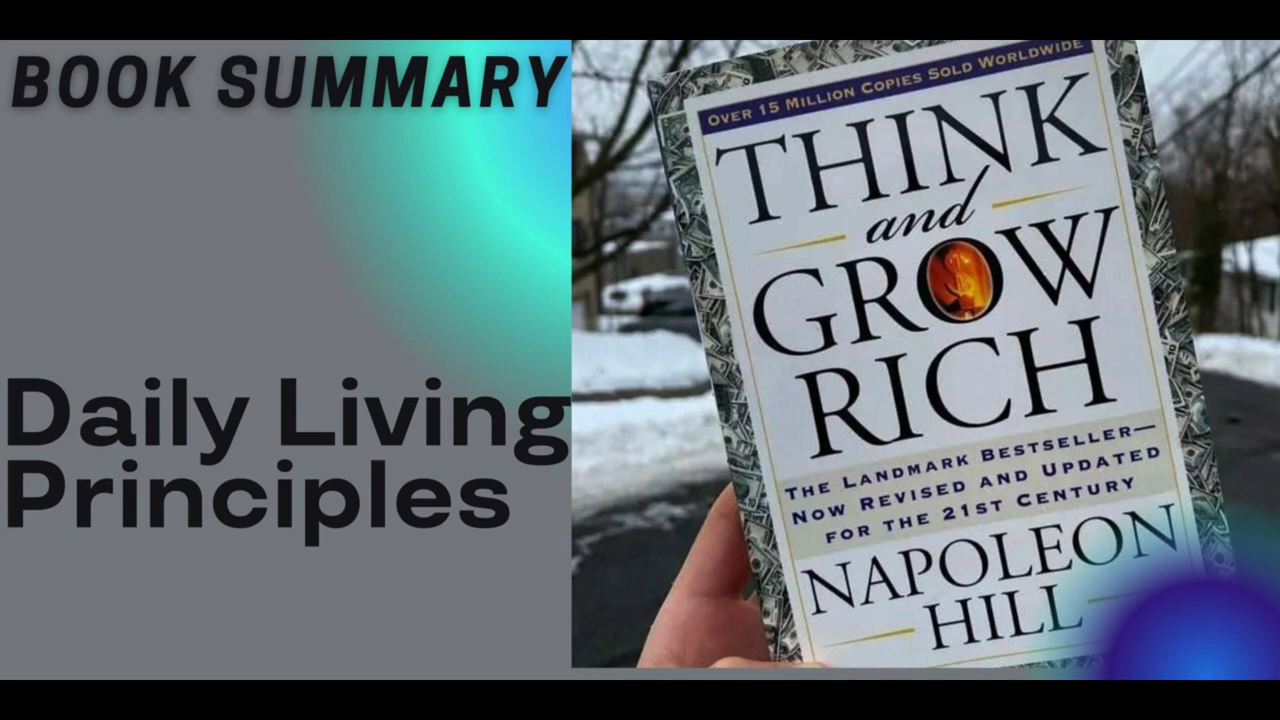 BOOK SUMMARY
Daily Living
Principles
OVER 15 MILLION COPIES SOLD WORLDWIDE
THINK
and
GROW
RICH
THE LANDMARK BESTSELLER—
NOW REVISED AND UPDATED
FOR THE 21ST CENTURY
NAPOLEON
HILL